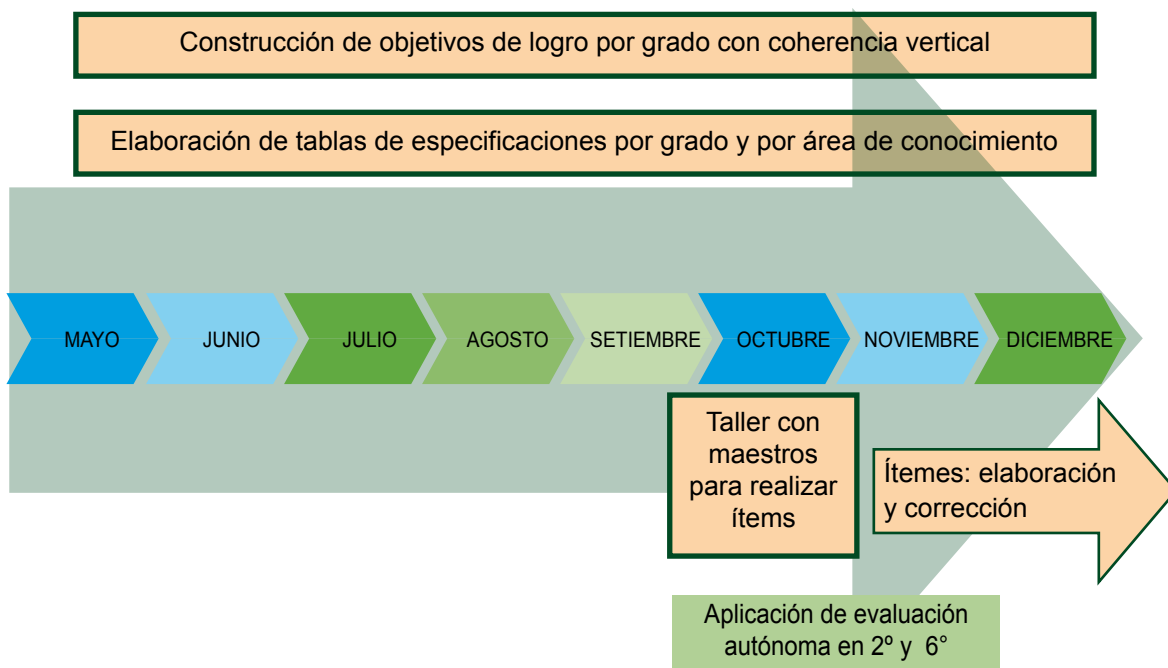 Construcción de objetivos de logro por grado con coherencia vertical
Elaboración de tablas de especificaciones por grado y por área de conocimiento
MAYO
JUNIO
JULIO
AGOSTO
SETIEMBRE
OCTUBRE
NOVIEMBRE
DICIEMBRE
Taller con
maestros
para realizar
ítems
Ítemes: elaboración
y corrección
Aplicación de evaluación
autónoma en 2º y 6°